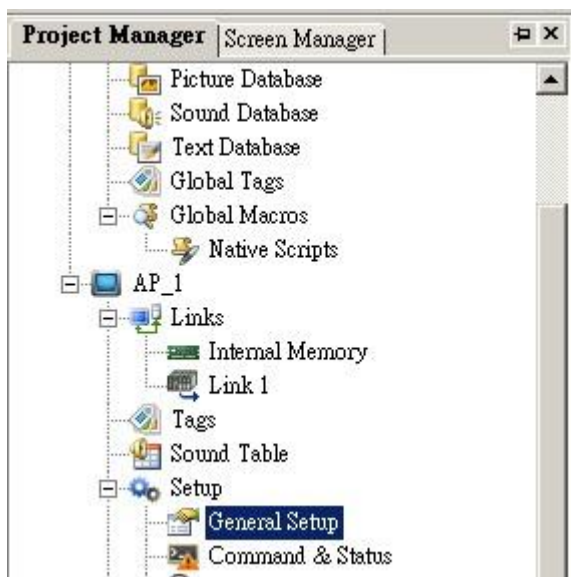 Project Manager Screen Manager
Picture Database
Sound Database
Text Database
Global Tags
Global Macros
Native Scripts
AP_1
Links
Internal Memory
Link 1
Tags
Sound Table
Setup
General Setup
Command & Status